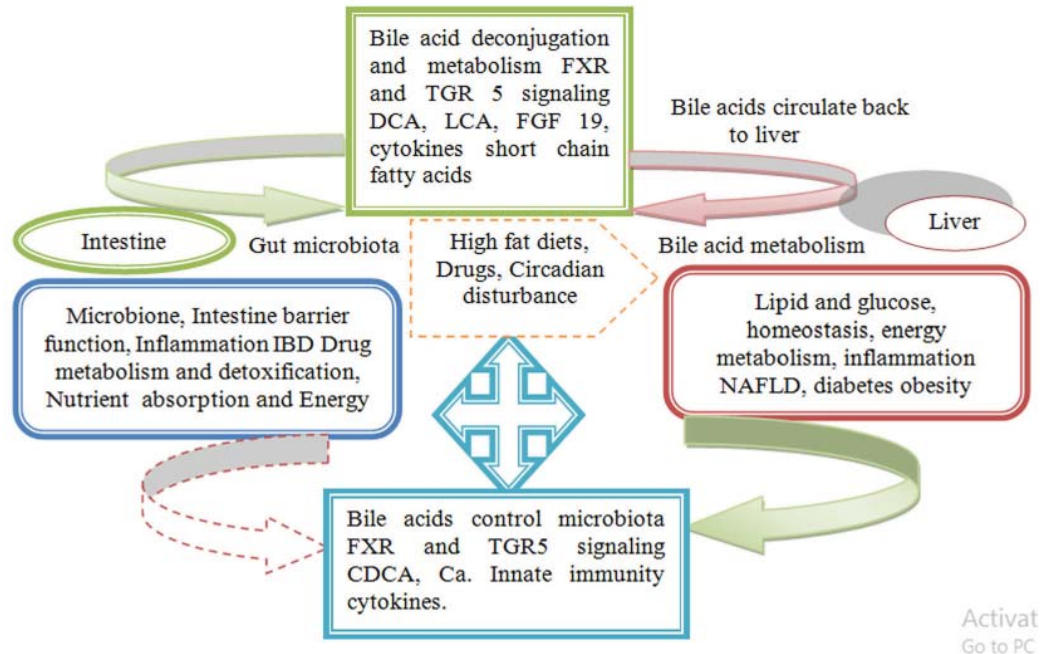 Bile acid deconjugation
and metabolism FXR
and TGR 5 signaling
DCA, LCA, FGF 19,
cytokines short chain
fatty acids
Bile acids circulate back
to liver
Intestine
Gut microbiota
High fat diets,
Drugs, Circadian
disturbance
Bile acid metabolism
Liver
Microbione, Intestine barrier
function, Inflammation IBD Drug
metabolism and detoxification,
Nutrient absorption and Energy
Lipid and glucose,
homeostasis, energy
metabolism, inflammation
NAFLD, diabetes obesity
Bile acids control microbiota
FXR and TGR5 signaling
CDCA, Ca. Innate immunity
cytokines.
Activat
Go to PC